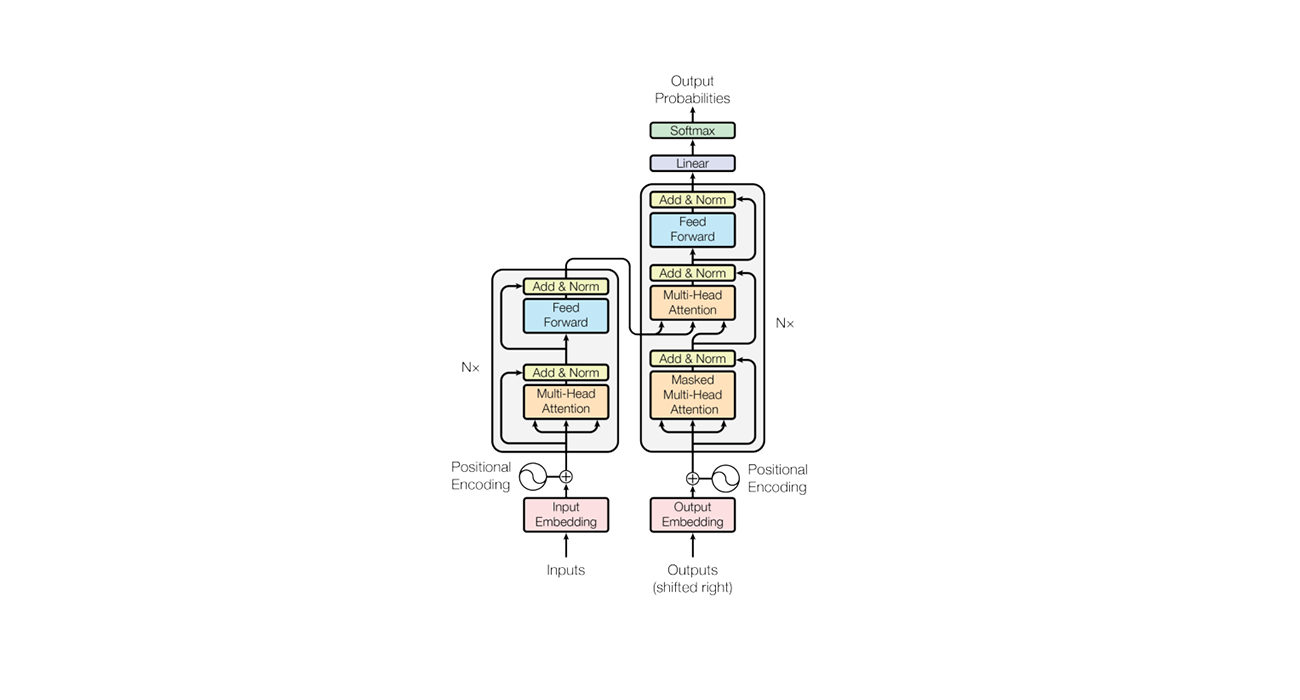 Output
Probabilities
Softmax
Linear
Add & Norm
Feed
Forward
Add & Norm
Multi-Head
Attention
Nx
Add & Norm
Masked
Multi-Head
Attention
Positional
Encoding
Output
Embedding
Outputs
(shifted right)
Add & Norm
Feed
Forward
Nx
Add & Norm
Multi-Head
Attention
Positional
Encoding
Input
Embedding
Inputs